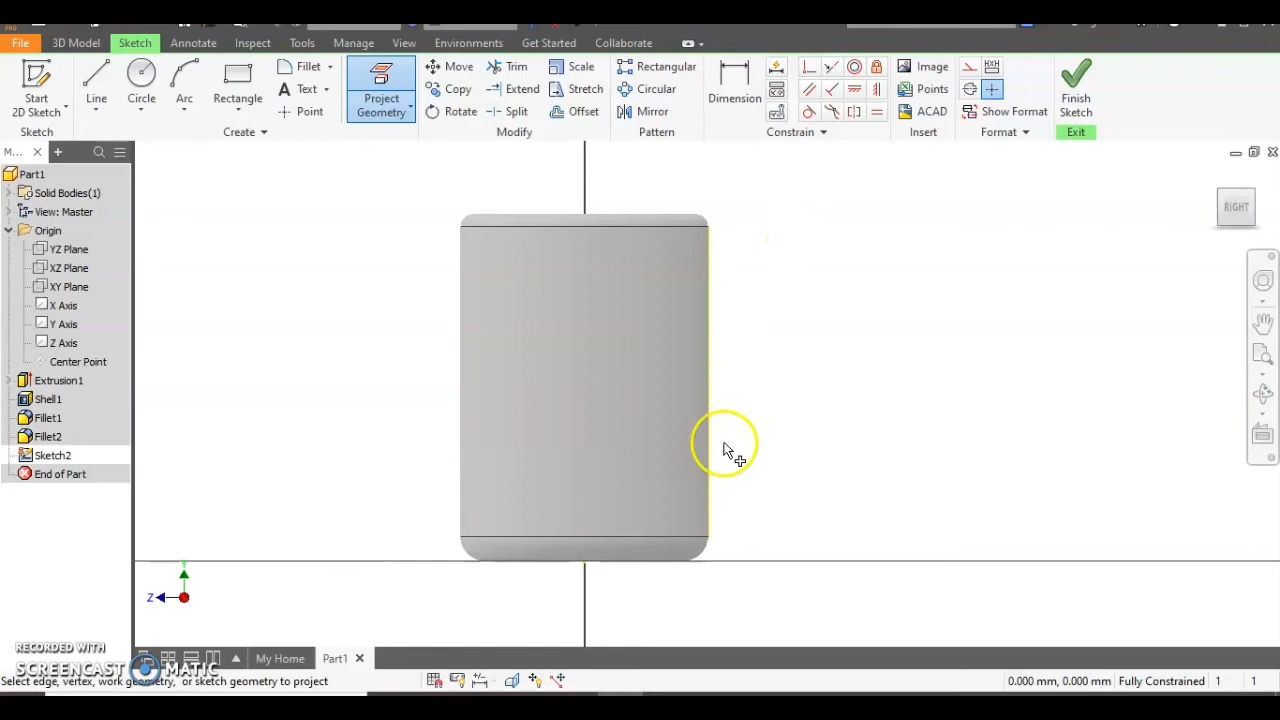 PRO
File 3D Model Sketch Annotate Inspect Tools Manage View Environments Get Started Collaborate
Start 2D Sketch
Line
Circle
Arc
Rectangle
Fillet
Text
Point
Project Geometry
Move
Copy
Rotate
Trim
Extend
Split
Scale
Stretch
Offset
Rectangular
Circular
Mirror
Dimension
Image
Points
ACAD
Show Format
Finish Sketch
Sketch Create Modify Pattern Constrain Insert Format Exit
M...
Part1
Solid Bodies(1)
View: Master
Origin
YZ Plane
XZ Plane
XY Plane
X Axis
Y Axis
Z Axis
Center Point
Extrusion1
Shell1
Fillet1
Fillet2
Sketch2
End of Part
RIGHT
Y
Z
RECORDED WITH
SCREENCAST MATIC
My Home Part1
Select edge, vertex, work geometry, or sketch geometry to project
0.000 mm, 0.000 mm Fully Constrained 1 1